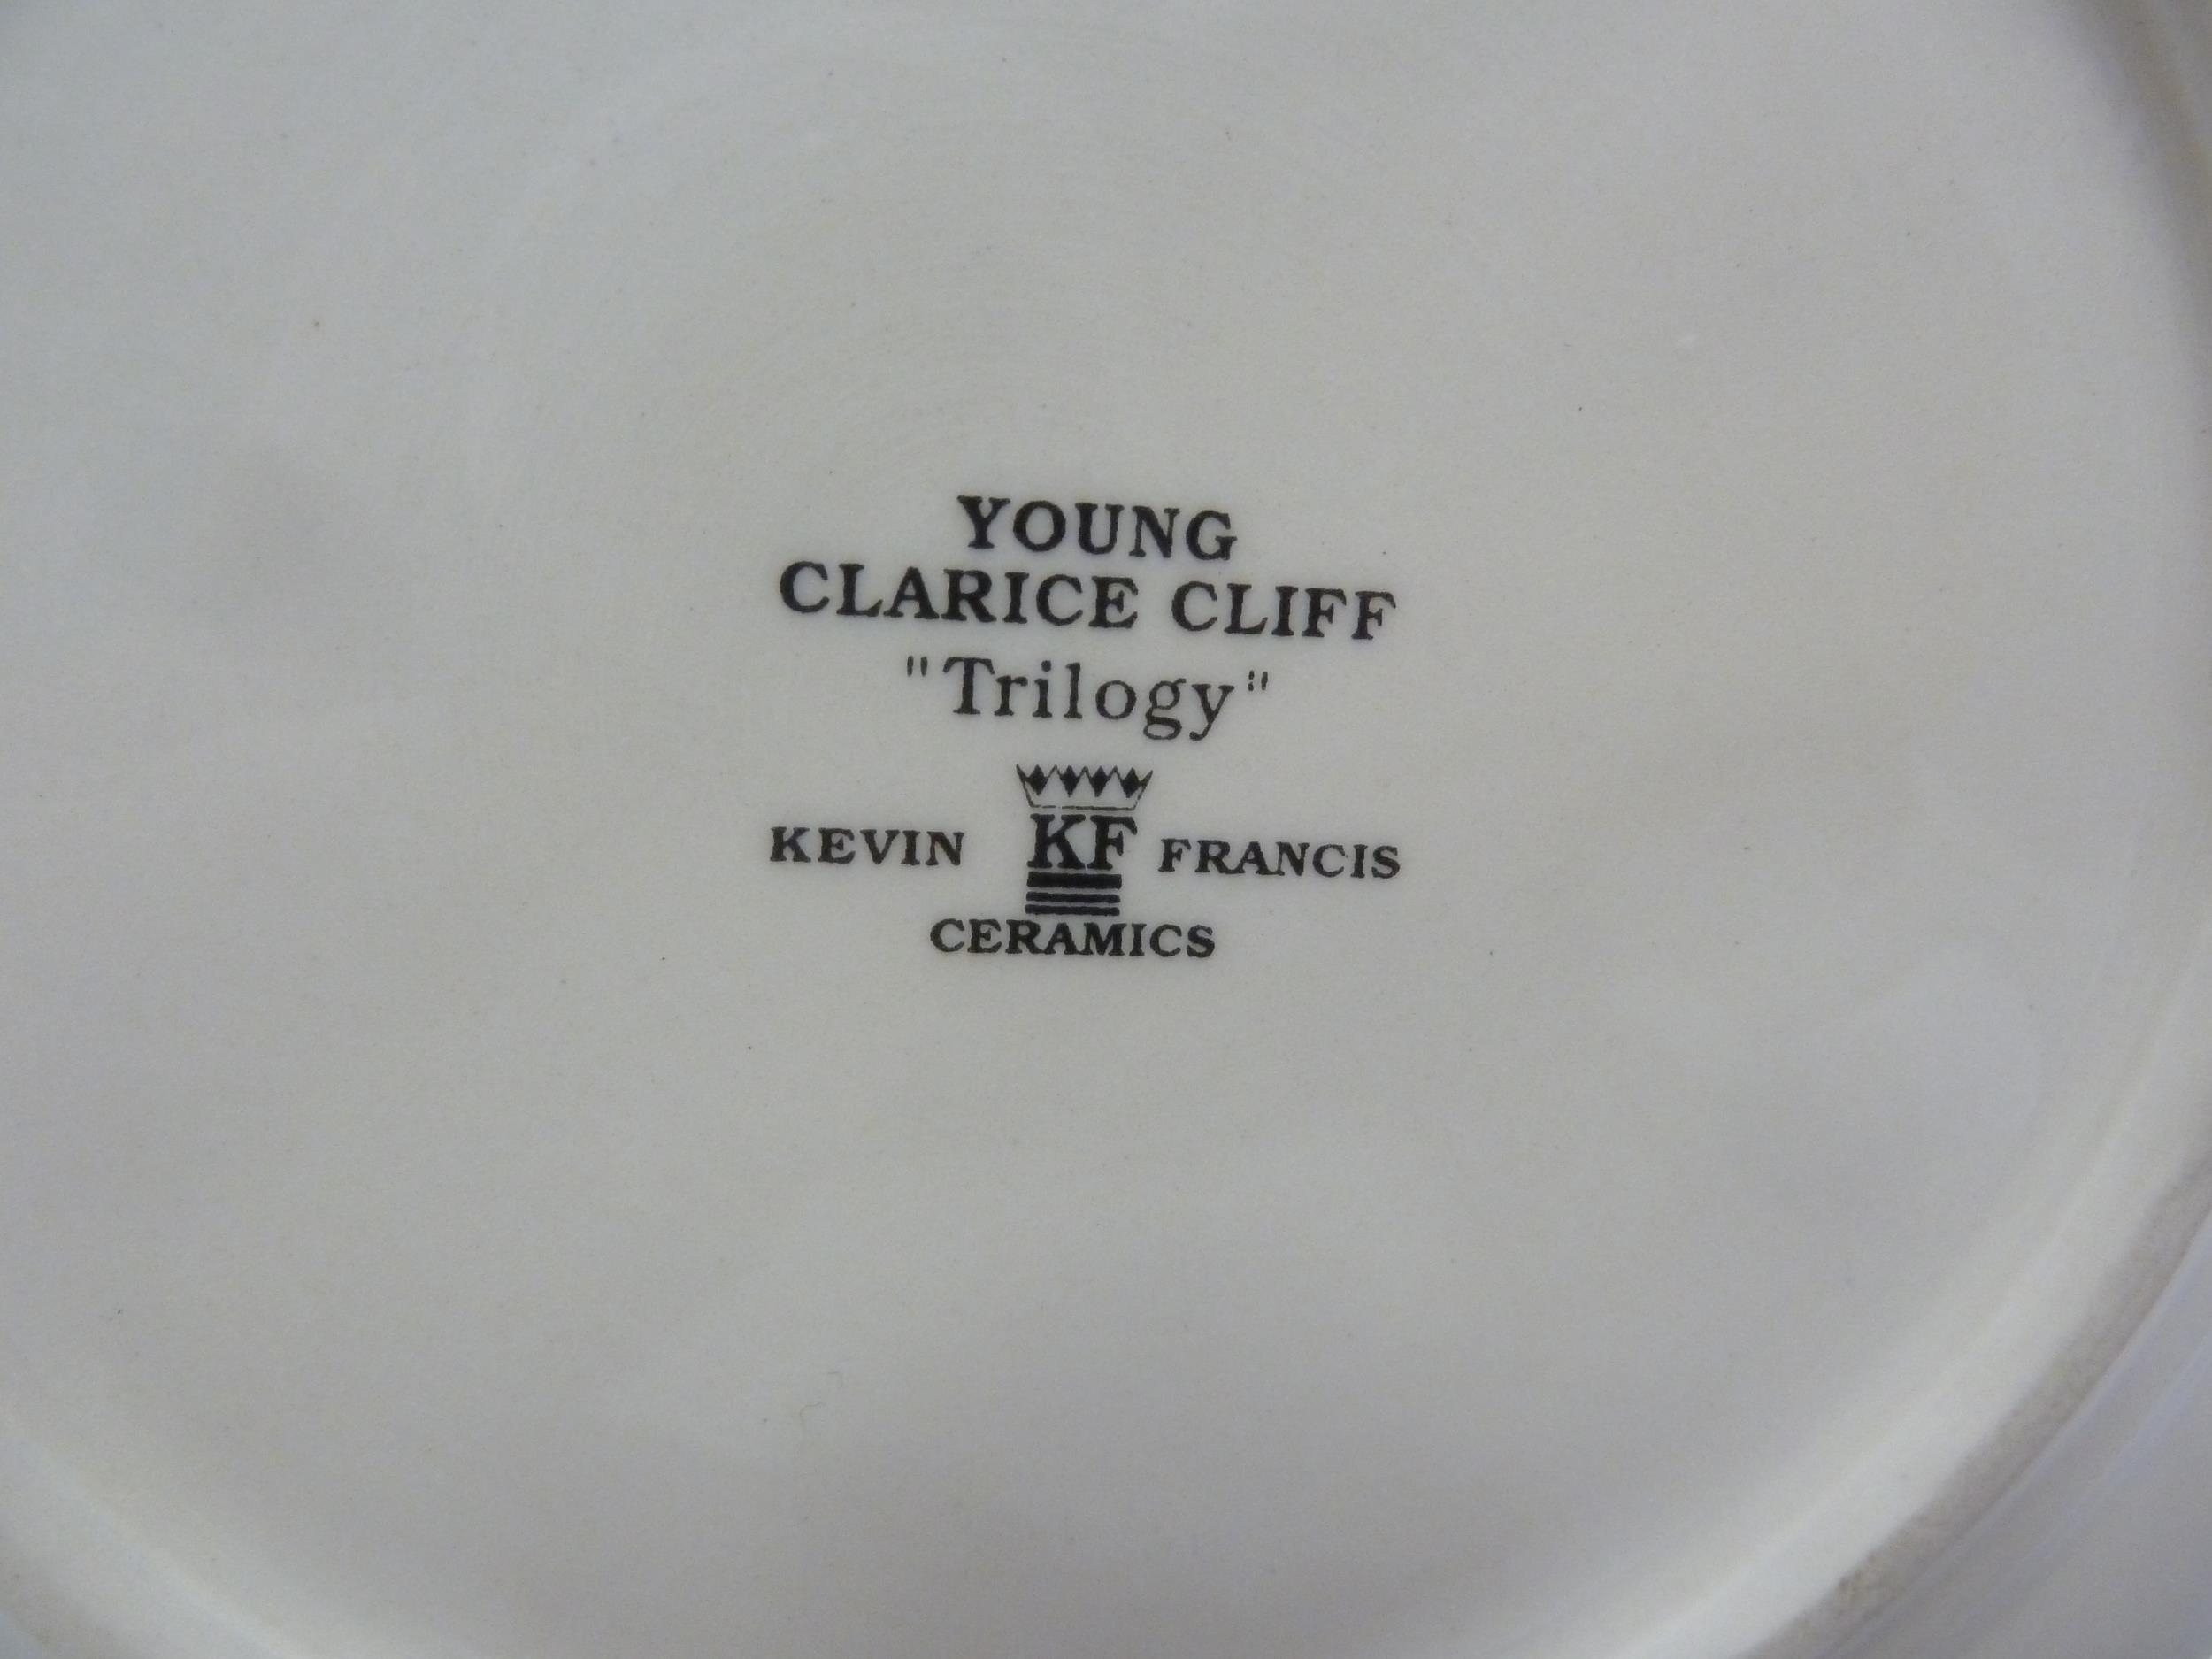 YOUNG
CLARICE CLIFF
"Trilogy"
KEVIN KF FRANCIS
CERAMICS